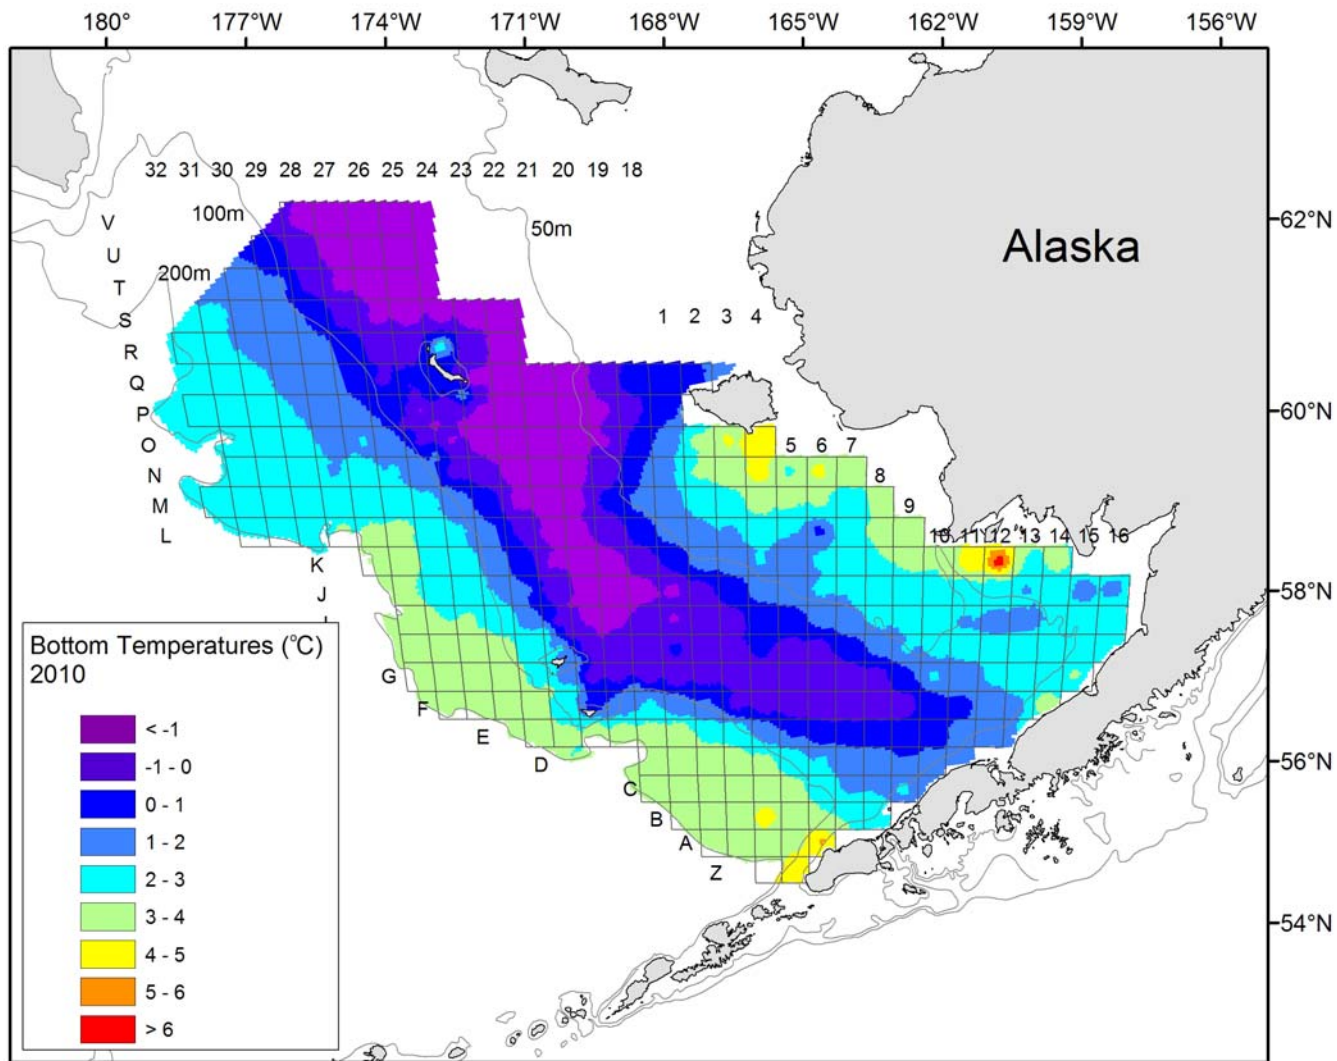 180° 177°W 174°W 171°W 168°W 165°W 162°W 159°W 156°W
32 31 30 29 28 27 26 25 24 23 22 21 20 19 18
V
100m
62°N
50m
Alaska
U
200m
T
S
1 2 3 4
R
Q
P
60°N
O
5 6 7
N
8
M
9
L
10 11 12 13 14 15 16
K
58°N
J
Bottom Temperatures (°C)
2010
G
F
< -1
E
D
56°N
-1 - 0
C
0 - 1
B
1 - 2
A
Z
2 - 3
3 - 4
54°N
4 - 5
5 - 6
> 6